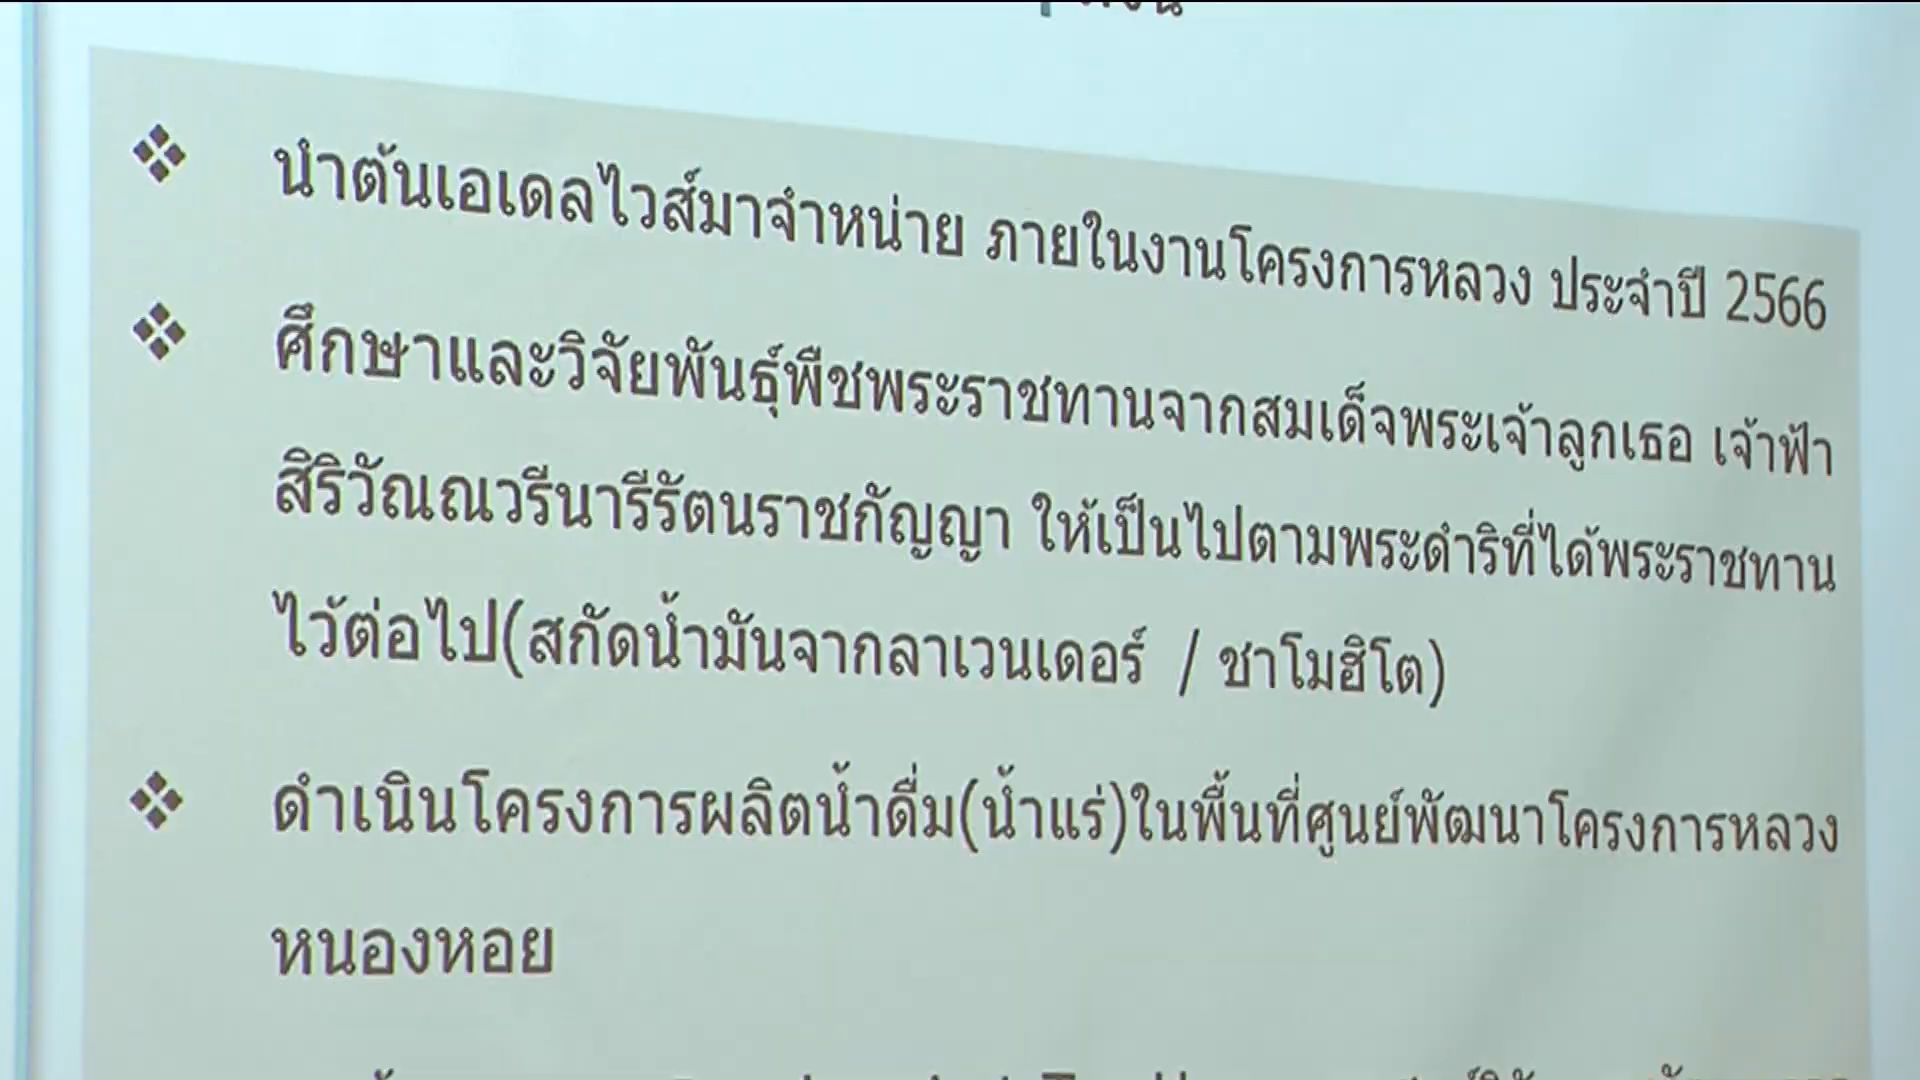 ❖ นำต้นเอเดลไวส์มาจำหน่าย ภายในงานโครงการหลวง ประจำปี 2566
❖ ศึกษาและวิจัยพันธุ์พืชพระราชทานจากสมเด็จพระเจ้าลูกเธอ เจ้าฟ้า
สิริวัณณวรีนารีรัตนราชกัญญา ให้เป็นไปตามพระดำริที่ได้พระราชทาน
ไว้ต่อไป(สกัดน้ำมันจากลาเวนเดอร์ / ชาโมฮิโต)
❖ ดำเนินโครงการผลิตน้ำดื่ม(น้ำแร่)ในพื้นที่ศูนย์พัฒนาโครงการหลวง
หนองหอย